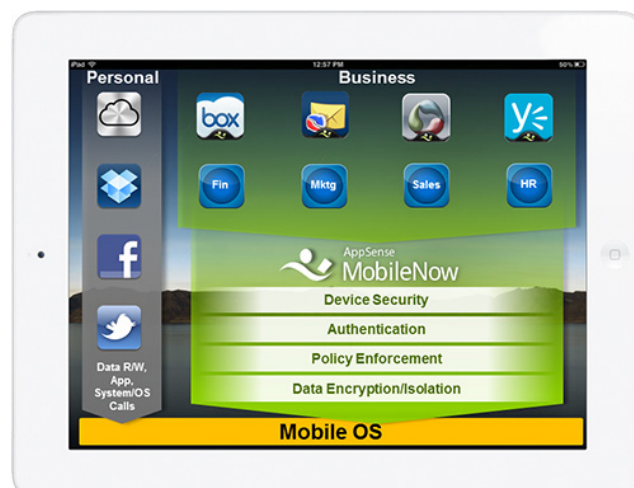 iPad
12:57 PM
50%
Personal
Business
box
y
Fin
Mktg
Sales
HR
f
AppSense
MobileNow
Device Security
Authentication
Policy Enforcement
Data Encryption/Isolation
Data R/W,
App,
System/OS
Calls
Mobile OS